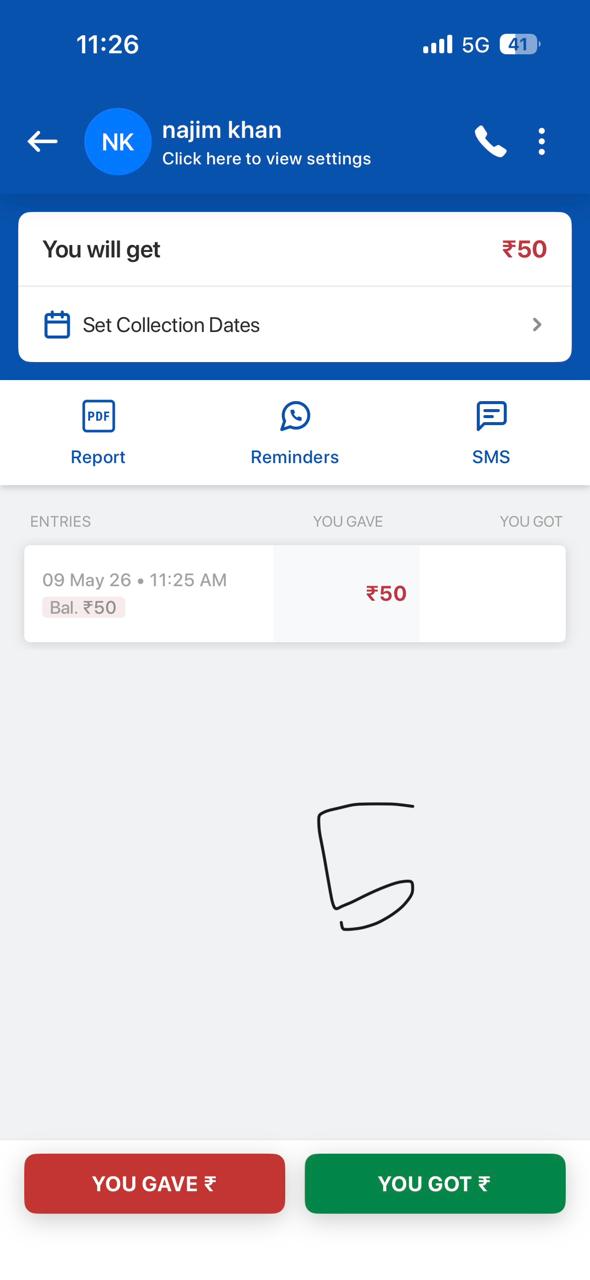 11:26 5G 41
NK
najim khan
Click here to view settings
You will get ₹50
Set Collection Dates
PDF
Report Reminders SMS
ENTRIES YOU GAVE YOU GOT
09 May 26 • 11:25 AM
Bal. ₹50
₹50
5
YOU GAVE ₹ YOU GOT ₹